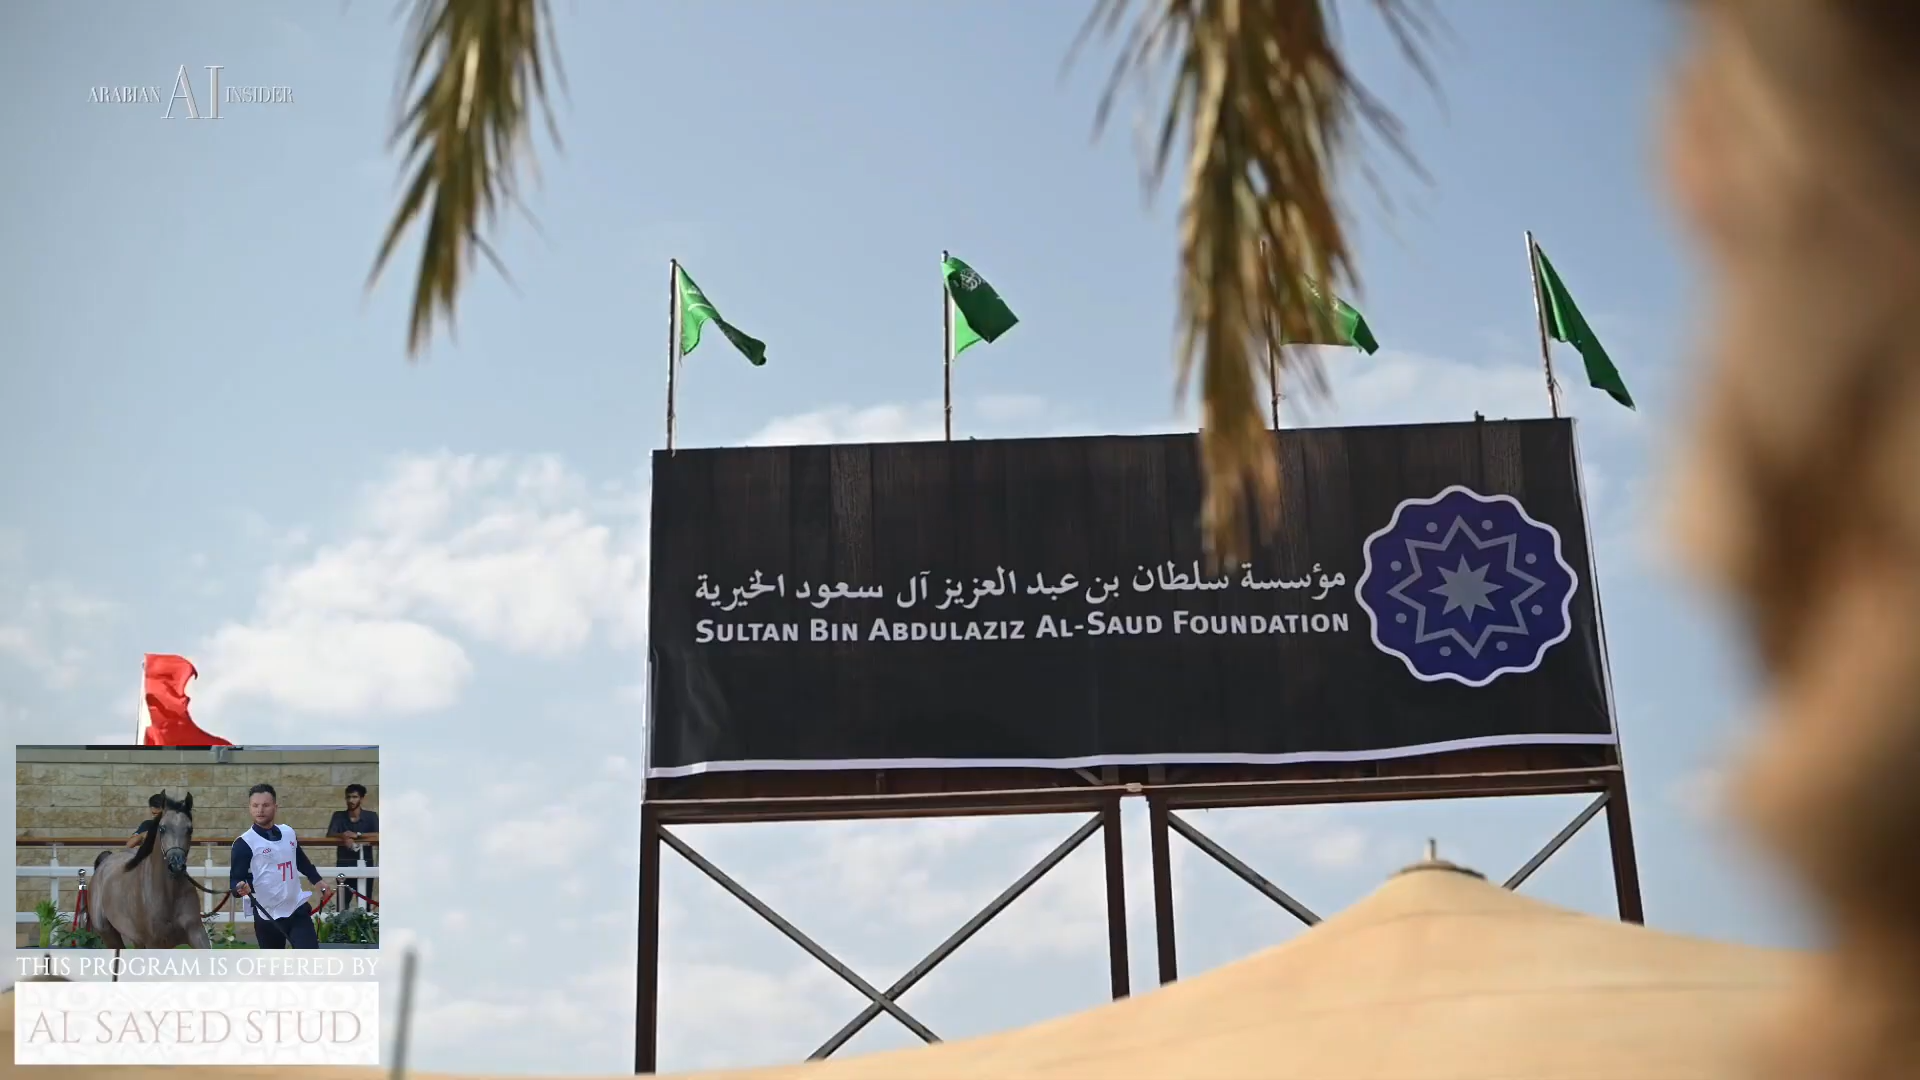 ARABIAN AI INSIDER
مؤسسة سلطان بن عبد العزيز آل سعود الخيرية
SULTAN BIN ABDULAZIZ AL-SAUD FOUNDATION
77
THIS PROGRAM IS OFFERED BY
AL SAYED STUD